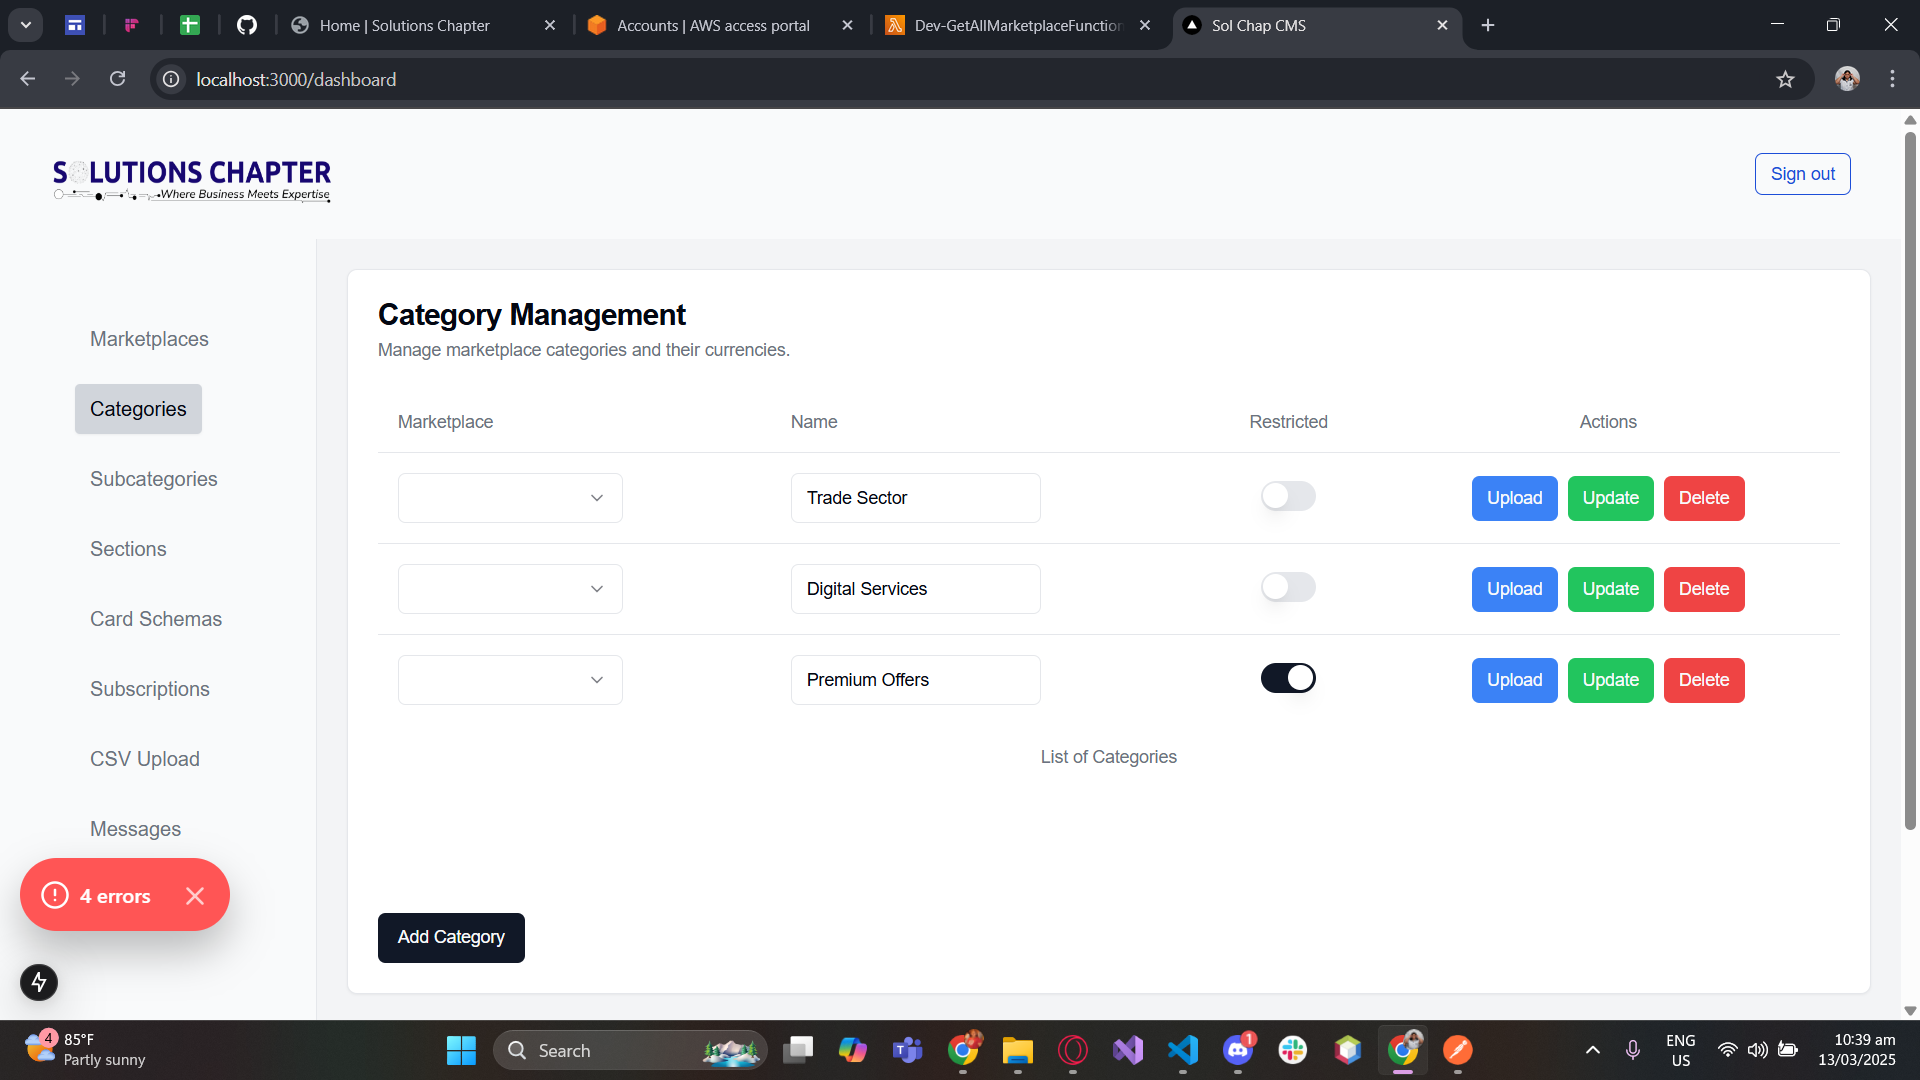 Home | Solutions Chapter
Accounts | AWS access portal
Dev-GetAllMarketplaceFunction
Sol Chap CMS
localhost:3000/dashboard
SOLUTIONS CHAPTER
Where Business Meets Expertise
Sign out
Marketplaces
Categories
Subcategories
Sections
Card Schemas
Subscriptions
CSV Upload
Messages
4 errors
Category Management
Manage marketplace categories and their currencies.
Marketplace Name Restricted Actions
Trade Sector Upload Update Delete
Digital Services Upload Update Delete
Premium Offers Upload Update Delete
List of Categories
Add Category
4
85°F
Partly sunny
Search
1
ENG
US
10:39 am
13/03/2025